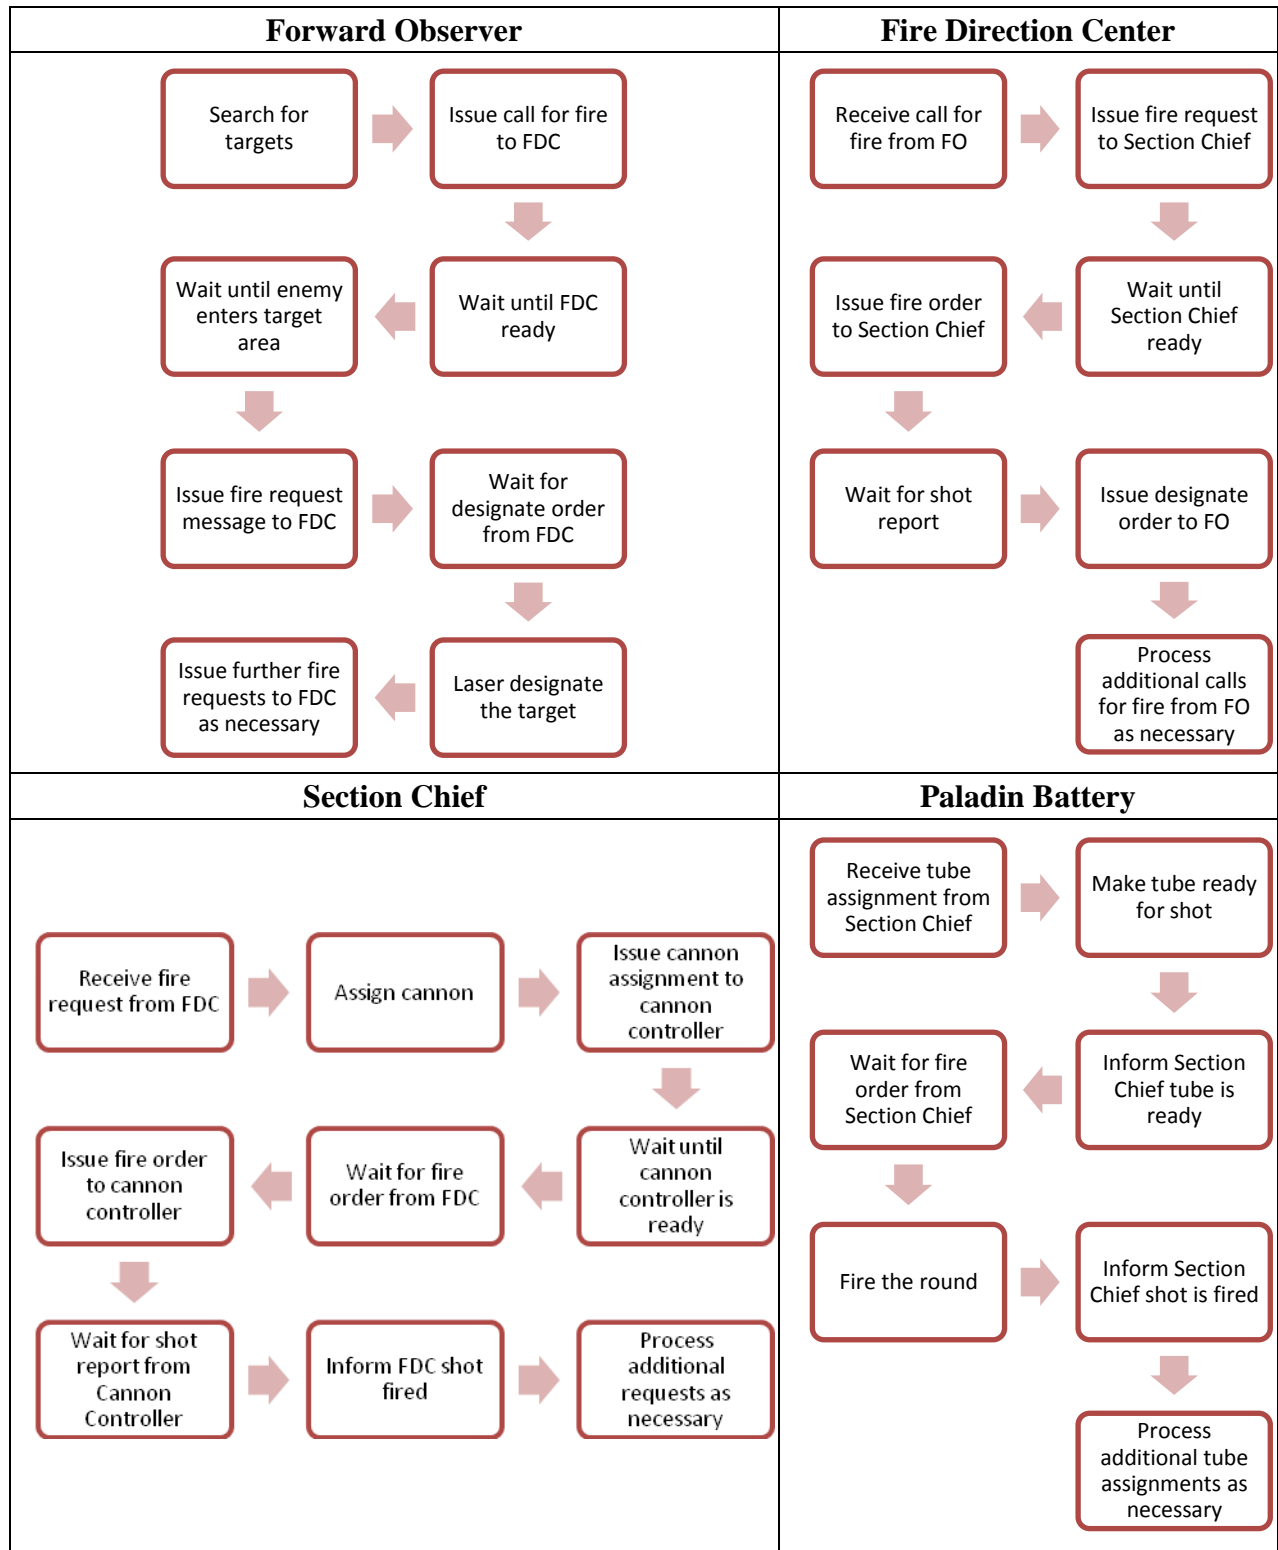 Forward Observer
Search for
targets
Issue call for fire
to FDC
Wait until FDC
ready
Wait until enemy
enters target
area
Issue fire request
message to FDC
Wait for
designate order
from FDC
Laser designate
the target
Issue further fire
requests to FDC
as necessary
Fire Direction Center
Receive call for
fire from FO
Issue fire request
to Section Chief
Wait until
Section Chief
ready
Issue fire order
to Section Chief
Wait for shot
report
Issue designate
order to FO
Process
additional calls
for fire from FO
as necessary
Section Chief
Receive fire
request from FDC
Assign cannon
Issue cannon
assignment to
cannon
controller
Wait until
cannon
controller is
ready
Wait for fire
order from FDC
Issue fire order
to cannon
controller
Wait for shot
report from
Cannon
Controller
Inform FDC shot
fired
Process
additional
requests as
necessary
Paladin Battery
Receive tube
assignment from
Section Chief
Make tube ready
for shot
Inform Section
Chief tube is
ready
Wait for fire
order from
Section Chief
Fire the round
Inform Section
Chief shot is fired
Process
additional tube
assignments as
necessary